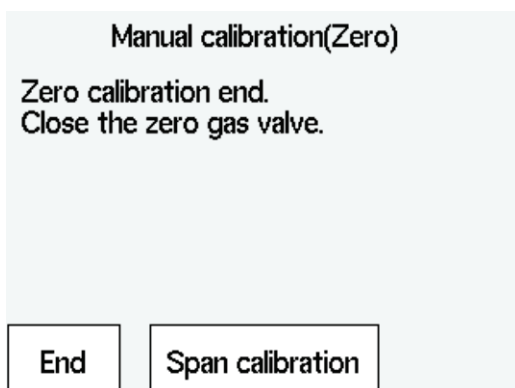 Manual calibration(Zero)
Zero calibration end.
Close the zero gas valve.
End
Span calibration